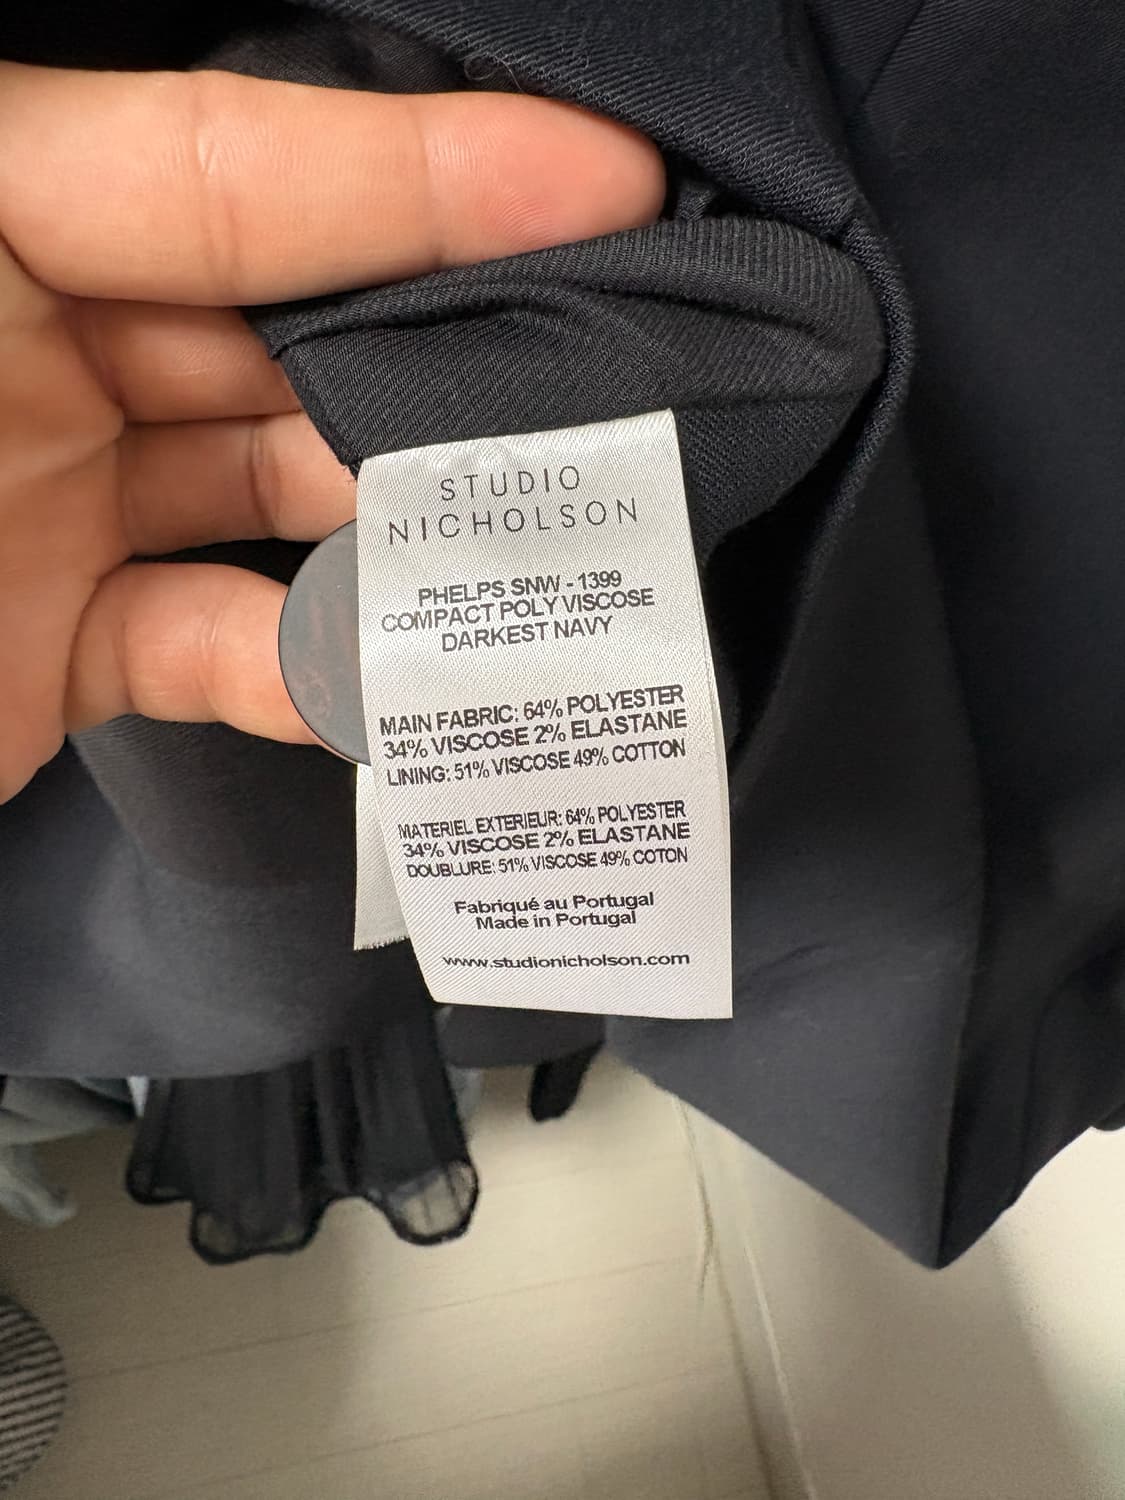 STUDIO
NICHOLSON
PHELPS SNW - 1399
COMPACT POLY VISCOSE
DARKEST NAVY
MAIN FABRIC: 64% POLYESTER
34% VISCOSE 2% ELASTANE
LINING: 51% VISCOSE 49% COTTON
MATERIEL EXTERIEUR: 64% POLYESTER
34% VISCOSE 2% ELASTANE
DOUBLURE: 51% VISCOSE 49% COTON
Fabriqué au Portugal
Made in Portugal
www.studionicholson.com